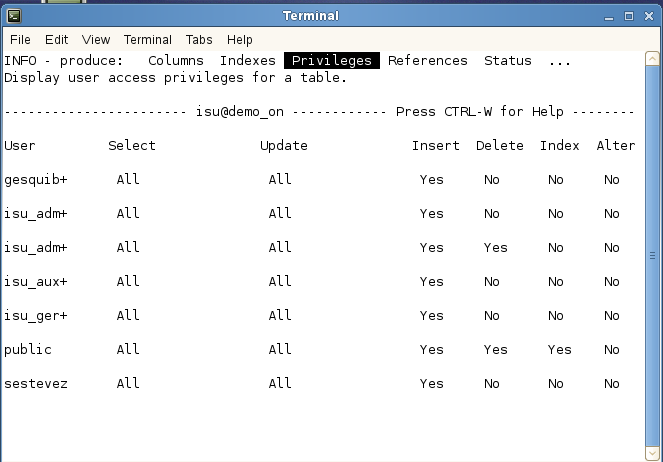 Terminal
File Edit View Terminal Tabs Help
INFO - produce:   Columns  Indexes  Privileges  References  Status  ...
Display user access privileges for a table.
----------------------- isu@demo_on ------------ Press CTRL-W for Help --------
User         Select             Update             Insert  Delete  Index  Alter
gesquib+      All                All                Yes     No      No     No
isu_adm+      All                All                Yes     No      No     No
isu_adm+      All                All                Yes     Yes     No     No
isu_aux+      All                All                Yes     No      No     No
isu_ger+      All                All                Yes     No      No     No
public        All                All                Yes     Yes     Yes    No
sestevez      All                All                Yes     No      No     No